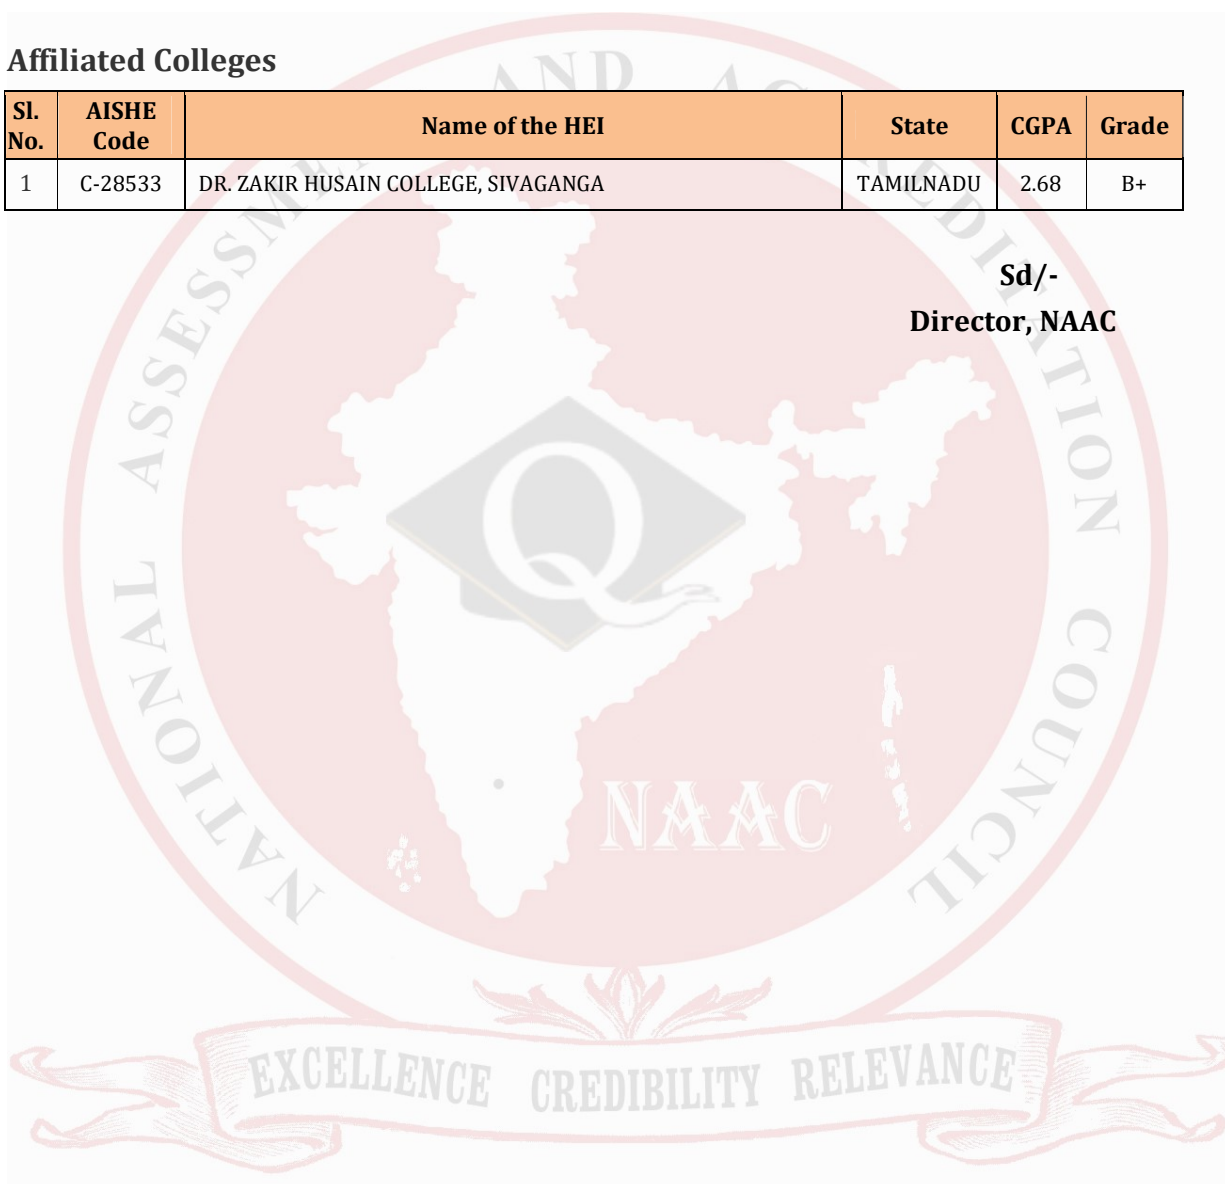 Affiliated Colleges
Sl. No. AISHE Code Name of the HEI State CGPA Grade
1 C-28533 DR. ZAKIR HUSAIN COLLEGE, SIVAGANGA TAMILNADU 2.68 B+
Sd/-
Director, NAAC
NATIONAL ASSESSMENT AND ACCREDITATION COUNCIL
Q
NAAC
EXCELLENCE CREDIBILITY RELEVANCE